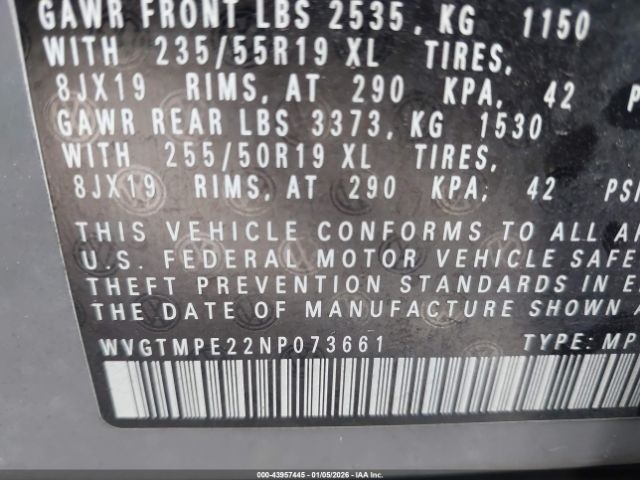 GAWR FRONT LBS 2535, KG 1150
WITH 235/55R19 XL TIRES,
8JX19 RIMS, AT 290 KPA, 42 P
GAWR REAR LBS 3373, KG 1530
WITH 255/50R19 XL TIRES,
8JX19 RIMS, AT 290 KPA, 42 PSI
THIS VEHICLE CONFORMS TO ALL AP
U.S. FEDERAL MOTOR VEHICLE SAFE
THEFT PREVENTION STANDARDS IN E
THE DATE OF MANUFACTURE SHOWN A
WVGTMPE22NP073661 TYPE: MP
000-43957445 - 01/05/2026 - IAAI.com